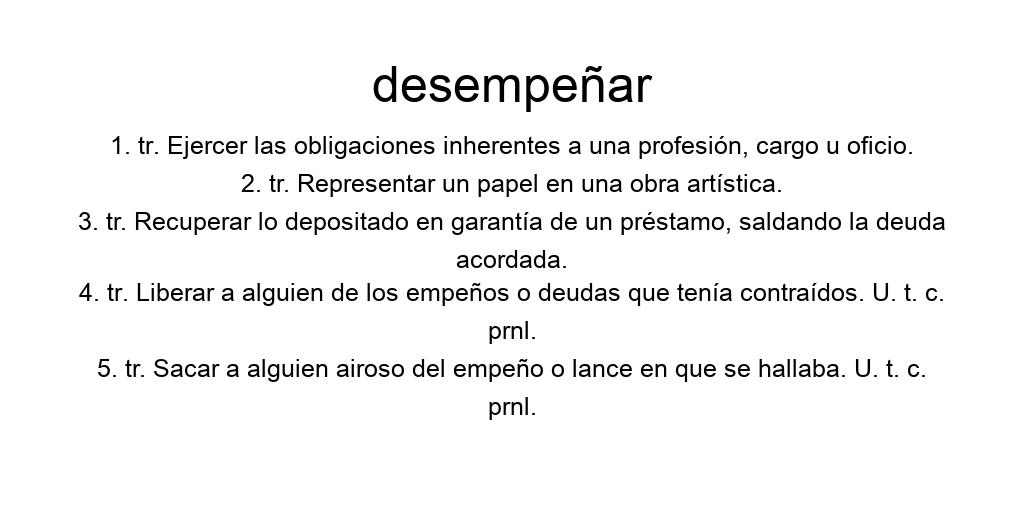 desempeñar
1. tr. Ejercer las obligaciones inherentes a una profesión, cargo u oficio.
2. tr. Representar un papel en una obra artística.
3. tr. Recuperar lo depositado en garantía de un préstamo, saldando la deuda
acordada.
4. tr. Liberar a alguien de los empeños o deudas que tenía contraídos. U. t. c.
prnl.
5. tr. Sacar a alguien airoso del empeño o lance en que se hallaba. U. t. c.
prnl.